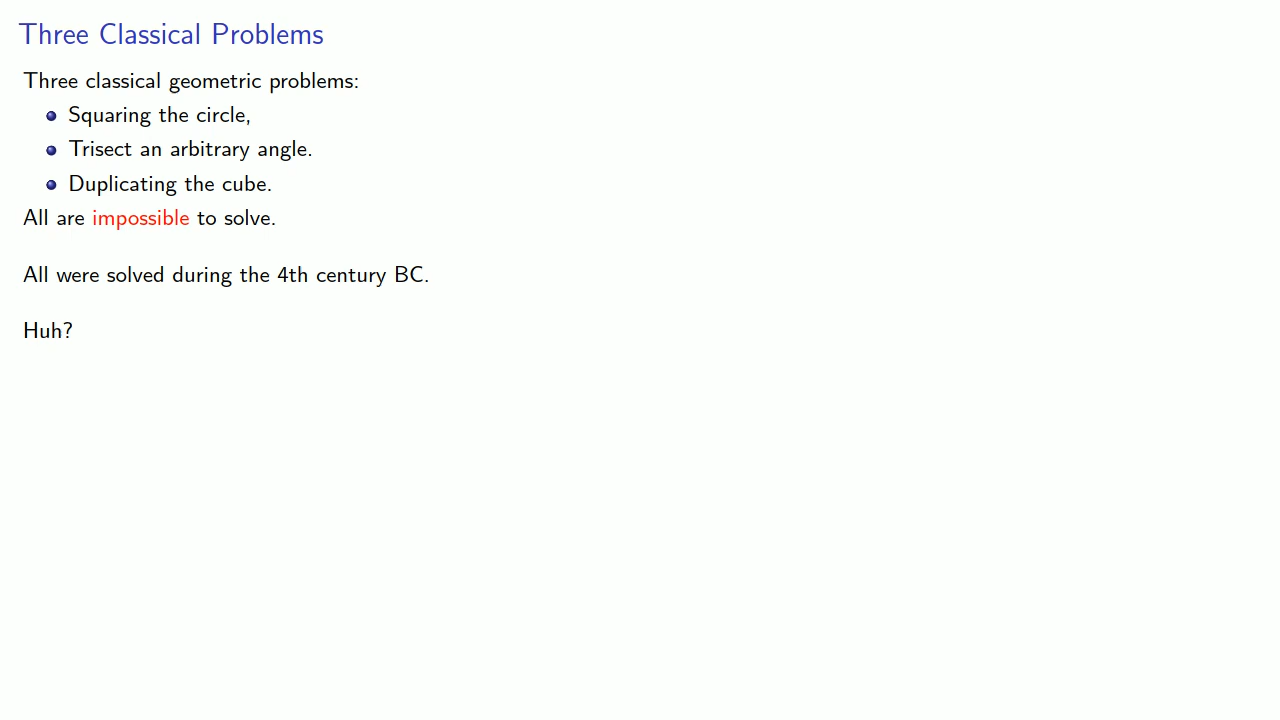 Three Classical Problems
Three classical geometric problems:
Squaring the circle,
Trisect an arbitrary angle.
Duplicating the cube.
All are impossible to solve.
All were solved during the 4th century BC.
Huh?